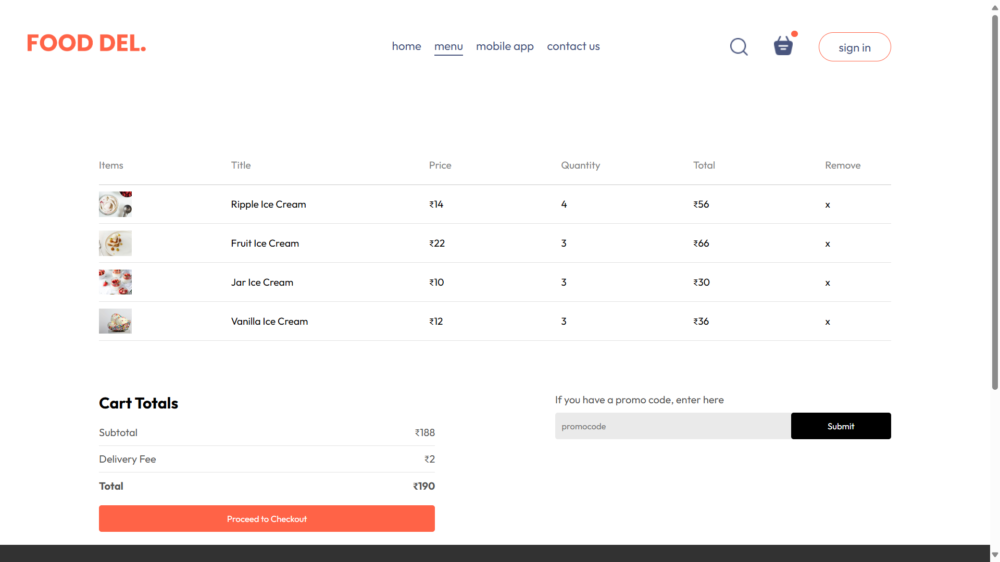 FOOD DEL.
home menu mobile app contact us
sign in
Items Title Price Quantity Total Remove
Ripple Ice Cream ₹14 4 ₹56 x
Fruit Ice Cream ₹22 3 ₹66 x
Jar Ice Cream ₹10 3 ₹30 x
Vanilla Ice Cream ₹12 3 ₹36 x
Cart Totals
Subtotal ₹188
Delivery Fee ₹2
Total ₹190
Proceed to Checkout
If you have a promo code, enter here
promocode
Submit